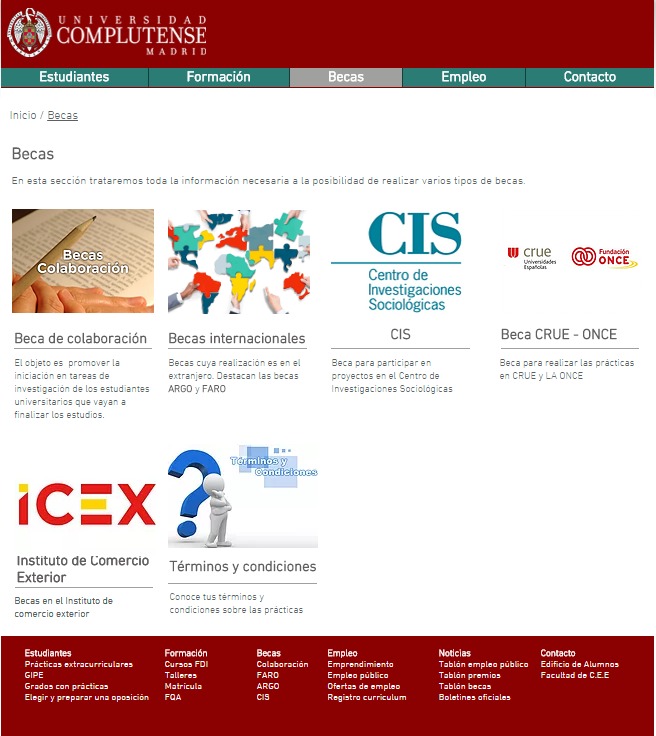 UNIVERSIDAD
COMPLUTENSE
MADRID
Estudiantes Formación Becas Empleo Contacto
Inicio / Becas
Becas
En esta sección trataremos toda la información necesaria a la posibilidad de realizar varios tipos de becas.
Becas
Colaboración
CIS
Centro de
Investigaciones
Sociológicas
crue
Universidades
Españolas
Fundación
ONCE
Beca de colaboración
El objeto es promover la
iniciación en tareas de
investigación de los estudiantes
universitarios que vayan a
finalizar los estudios.
Becas internacionales
Becas cuya realización es en el
extranjero. Destacan las becas
ARGO y FARO
CIS
Beca para participar en
proyectos en el Centro de
Investigaciones Sociológicas
Beca CRUE - ONCE
Beca para realizar las prácticas
en CRUE y LA ONCE
iCEX
Términos y
Condiciones
Instituto de Comercio
Exterior
Becas en el Instituto de
comercio exterior
Términos y condiciones
Conoce tus términos y
condiciones sobre las prácticas
Estudiantes
Prácticas extracurriculares
GIPE
Grados con prácticas
Elegir y preparar una oposición
Formación
Cursos FDI
Talleres
Matrícula
FQA
Becas
Colaboración
FARO
ARGO
CIS
Empleo
Emprendimiento
Empleo público
Ofertas de empleo
Registro curriculum
Noticias
Tablón empleo público
Tablón premios
Tablón becas
Boletines oficiales
Contacto
Edificio de Alumnos
Facultad de C.E.E